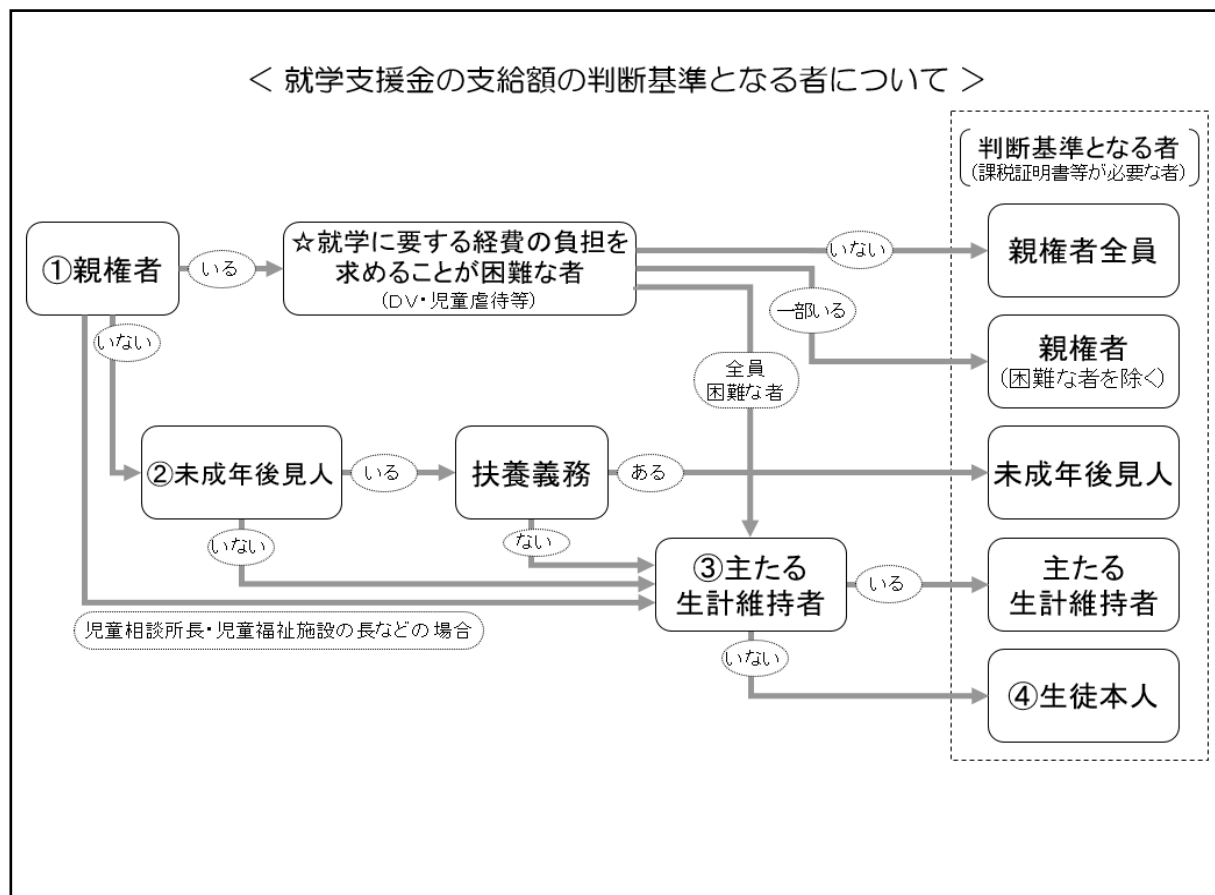 ＜ 就学支援金の支給額の判断基準となる者について ＞
判断基準となる者
(課税証明書等が必要な者)
①親権者
いる
☆就学に要する経費の負担を
求めることが困難な者
(DV・児童虐待等)
いない
親権者全員
一部いる
親権者
(困難な者を除く)
全員
困難な者
いない
②未成年後見人
いる
扶養義務
ある
未成年後見人
いない
ない
③主たる
生計維持者
いる
主たる
生計維持者
児童相談所長・児童福祉施設の長などの場合
いない
④生徒本人